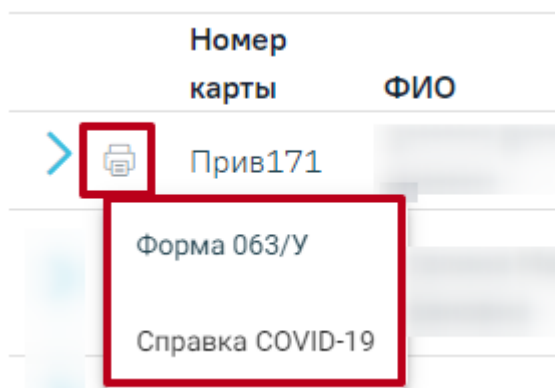 Номер
карты
ФИО
Прив171
Форма 063/У
Справка COVID-19